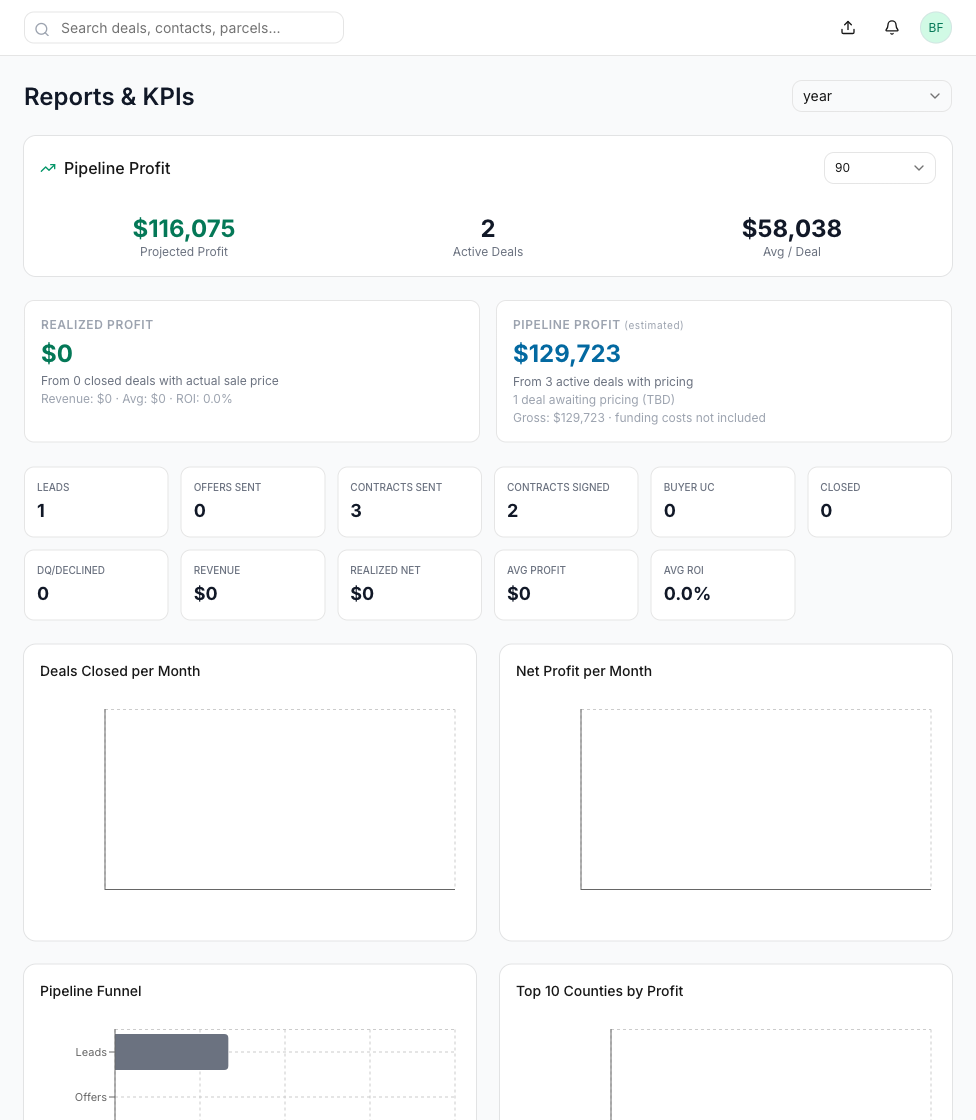 Search deals, contacts, parcels...
BF
Reports & KPIs
year
Pipeline Profit
90
$116,075
Projected Profit
2
Active Deals
$58,038
Avg / Deal
REALIZED PROFIT
$0
From 0 closed deals with actual sale price
Revenue: $0 · Avg: $0 · ROI: 0.0%
PIPELINE PROFIT (estimated)
$129,723
From 3 active deals with pricing
1 deal awaiting pricing (TBD)
Gross: $129,723 · funding costs not included
LEADS
1
OFFERS SENT
0
CONTRACTS SENT
3
CONTRACTS SIGNED
2
BUYER UC
0
CLOSED
0
DQ/DECLINED
0
REVENUE
$0
REALIZED NET
$0
AVG PROFIT
$0
AVG ROI
0.0%
Deals Closed per Month
Net Profit per Month
Pipeline Funnel
Leads
Offers
Top 10 Counties by Profit